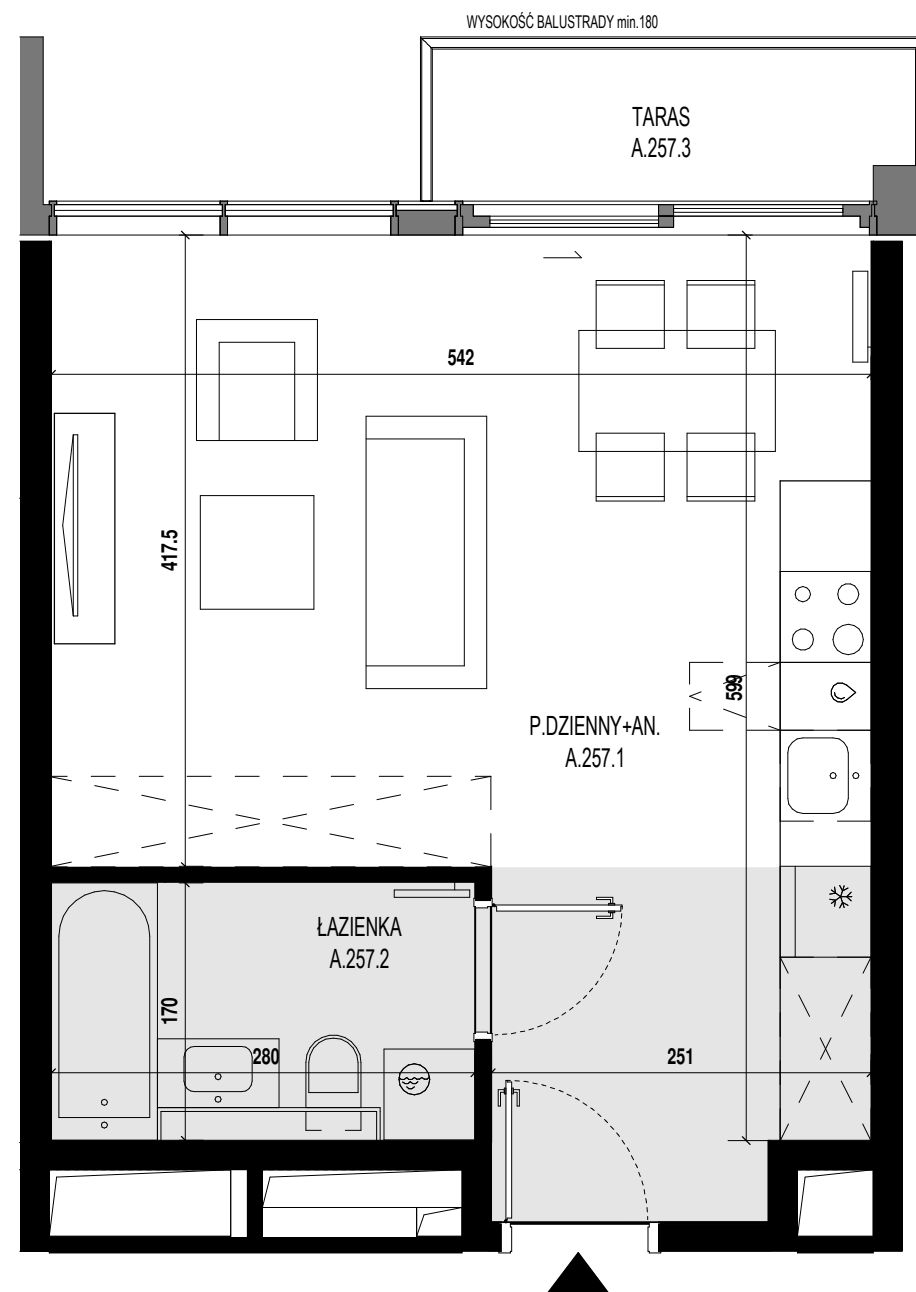 WYSOKOŚĆ BALUSTRADY min.180
TARAS
A.257.3
542
417.5
599
P.DZIENNY+AN.
A.257.1
ŁAZIENKA
A.257.2
170
280
251